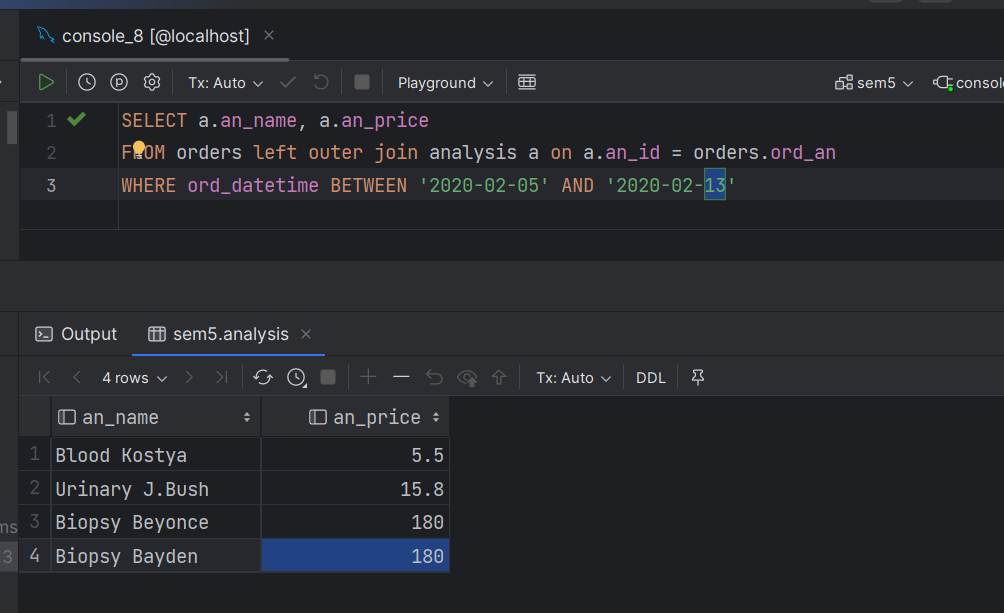 console_8 [@localhost]
Tx: Auto Playground sem5
1 SELECT a.an_name, a.an_price
2 FROM orders left outer join analysis a on a.an_id = orders.ord_an
3 WHERE ord_datetime BETWEEN '2020-02-05' AND '2020-02-13'
Output sem5.analysis
4 rows Tx: Auto DDL
an_name an_price
1 Blood Kostya 5.5
2 Urinary J.Bush 15.8
3 Biopsy Beyonce 180
4 Biopsy Bayden 180